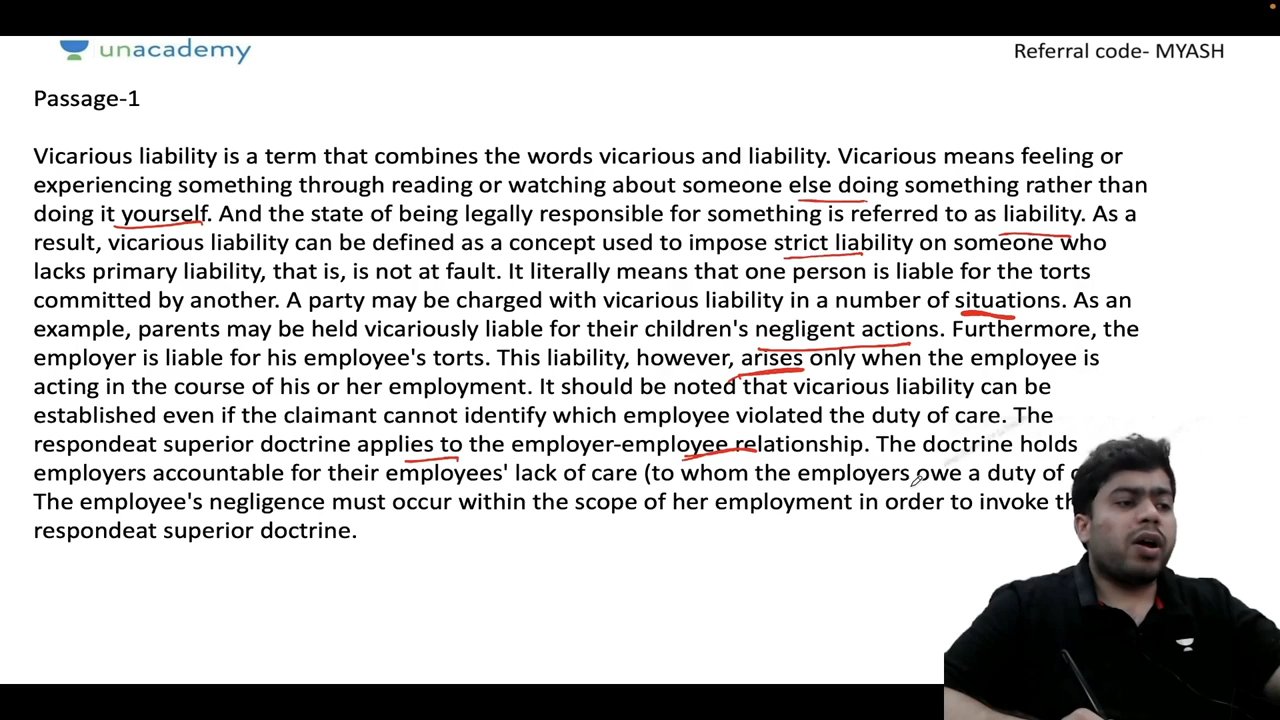 unacademy
Referral code- MYASH
Passage-1
Vicarious liability is a term that combines the words vicarious and liability. Vicarious means feeling or
experiencing something through reading or watching about someone else doing something rather than
doing it yourself. And the state of being legally responsible for something is referred to as liability. As a
result, vicarious liability can be defined as a concept used to impose strict liability on someone who
lacks primary liability, that is, is not at fault. It literally means that one person is liable for the torts
committed by another. A party may be charged with vicarious liability in a number of situations. As an
example, parents may be held vicariously liable for their children's negligent actions. Furthermore, the
employer is liable for his employee's torts. This liability, however, arises only when the employee is
acting in the course of his or her employment. It should be noted that vicarious liability can be
established even if the claimant cannot identify which employee violated the duty of care. The
respondeat superior doctrine applies to the employer-employee relationship. The doctrine holds
employers accountable for their employees' lack of care (to whom the employers owe a duty of
The employee's negligence must occur within the scope of her employment in order to invoke
respondeat superior doctrine.